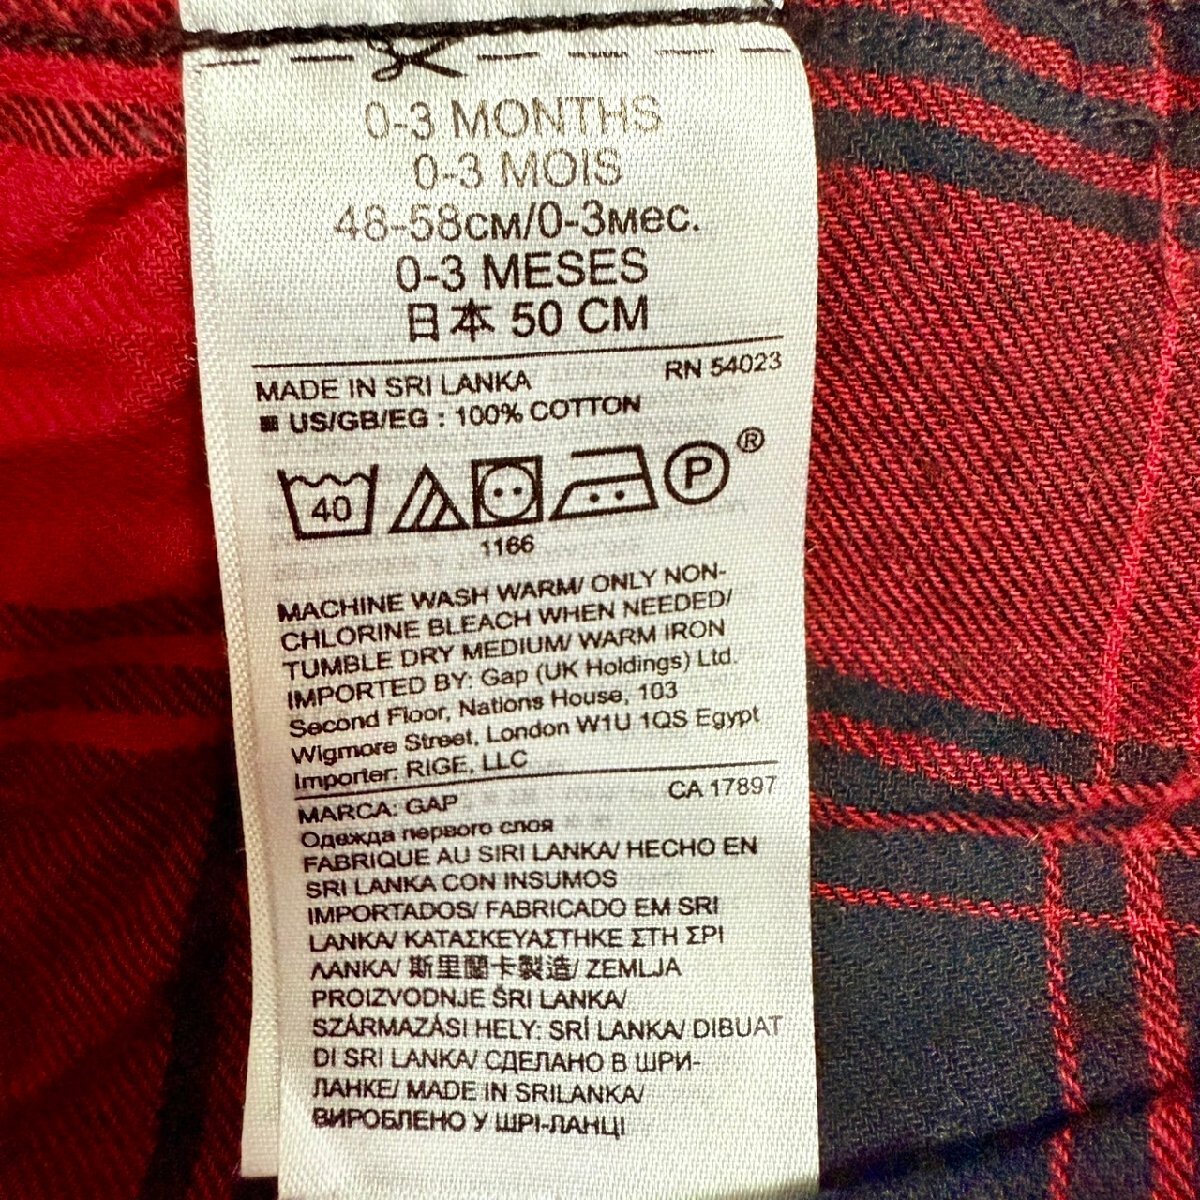 0-3 MONTHS
0-3 MOIS
48-58см/0-3мес.
0-3 MESES
日本 50 CM
MADE IN SRI LANKA RN 54023
■ US/GB/EG : 100% COTTON
40 P ®
1166
MACHINE WASH WARM/ ONLY NON-
CHLORINE BLEACH WHEN NEEDED/
TUMBLE DRY MEDIUM/ WARM IRON
IMPORTED BY: Gap (UK Holdings) Ltd.
Second Floor, Nations House, 103
Wigmore Street, London W1U 1QS Egypt
Importer: RIGE, LLC
MARCA: GAP CA 17897
Одежда первого слоя
FABRIQUE AU SIRI LANKA/ HECHO EN
SRI LANKA CON INSUMOS
IMPORTADOS/ FABRICADO EM SRI
LANKA/ ΚΑΤΑΣΚΕΥΑΣΤΗΚΕ ΣΤΗ ΣΡΙ
ΛΑΝΚΑ/ 斯里蘭卡製造/ ZEMLJA
PROIZVODNJE ŠRI LANKA/
SZÁRMAZÁSI HELY: SRÍ LANKA/ DIBUAT
DI SRI LANKA/ СДЕЛАНО В ШРИ-
ЛАНКЕ/ MADE IN SRILANKA/
ВИРОБЛЕНО У ШРІ-ЛАНЦІ